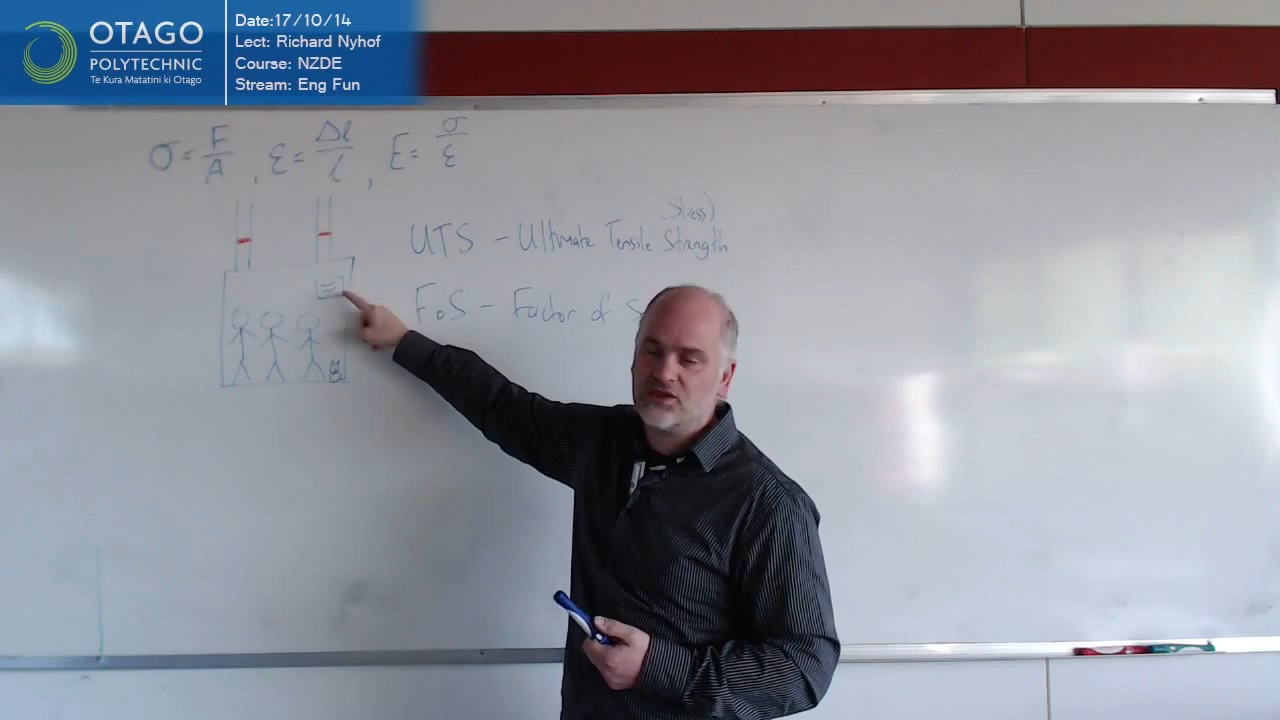 OTAGO
POLYTECHNIC
Te Kura Matatini ki Otago
Date:17/10/14
Lect: Richard Nyhof
Course: NZDE
Stream: Eng Fun
σ = F/A , ε = Δl/l , E = σ/ε
(Stress)
UTS - Ultimate Tensile Strength
FoS - Factor of S